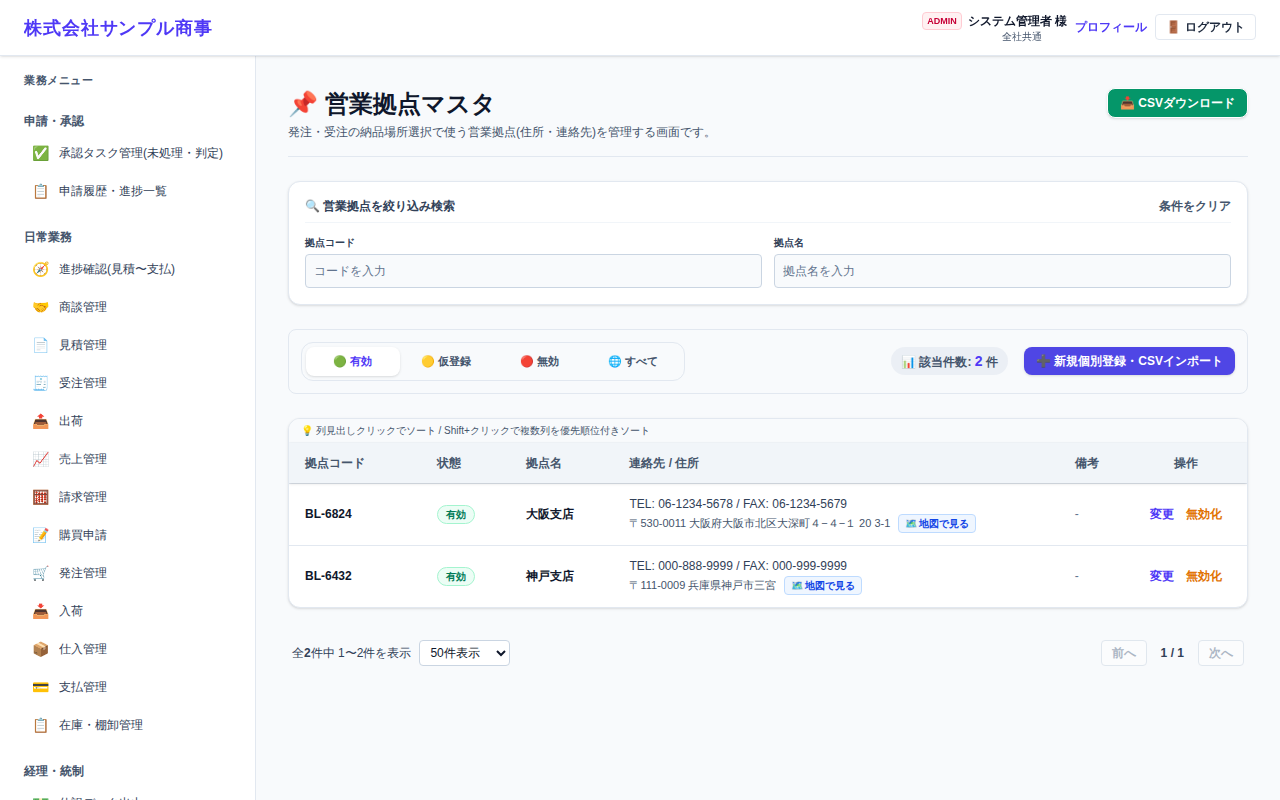 株式会社サンプル商事
ADMIN システム管理者 様
全社共通
プロフィール
ログアウト
業務メニュー
申請・承認
承認タスク管理(未処理・判定)
申請履歴・進捗一覧
日常業務
進捗確認(見積〜支払)
商談管理
見積管理
受注管理
出荷
売上管理
請求管理
購買申請
発注管理
入荷
仕入管理
支払管理
在庫・棚卸管理
経理・統制
営業拠点マスタ
CSVダウンロード
発注・受注の納品場所選択で使う営業拠点(住所・連絡先)を管理する画面です。
営業拠点を絞り込み検索
条件をクリア
拠点コード 拠点名
コードを入力 拠点名を入力
有効 仮登録 無効 すべて
該当件数: 2 件
新規個別登録・CSVインポート
列見出しクリックでソート / Shift+クリックで複数列を優先順位付きソート
拠点コード 状態 拠点名 連絡先 / 住所 備考 操作
BL-6824 有効 大阪支店 TEL: 06-1234-5678 / FAX: 06-1234-5679 - 変更 無効化
〒530-0011 大阪府大阪市北区大深町４−４−１ 20 3-1 地図で見る
BL-6432 有効 神戸支店 TEL: 000-888-9999 / FAX: 000-999-9999 - 変更 無効化
〒111-0009 兵庫県神戸市三宮 地図で見る
全2件中 1〜2件を表示 50件表示 前へ 1 / 1 次へ